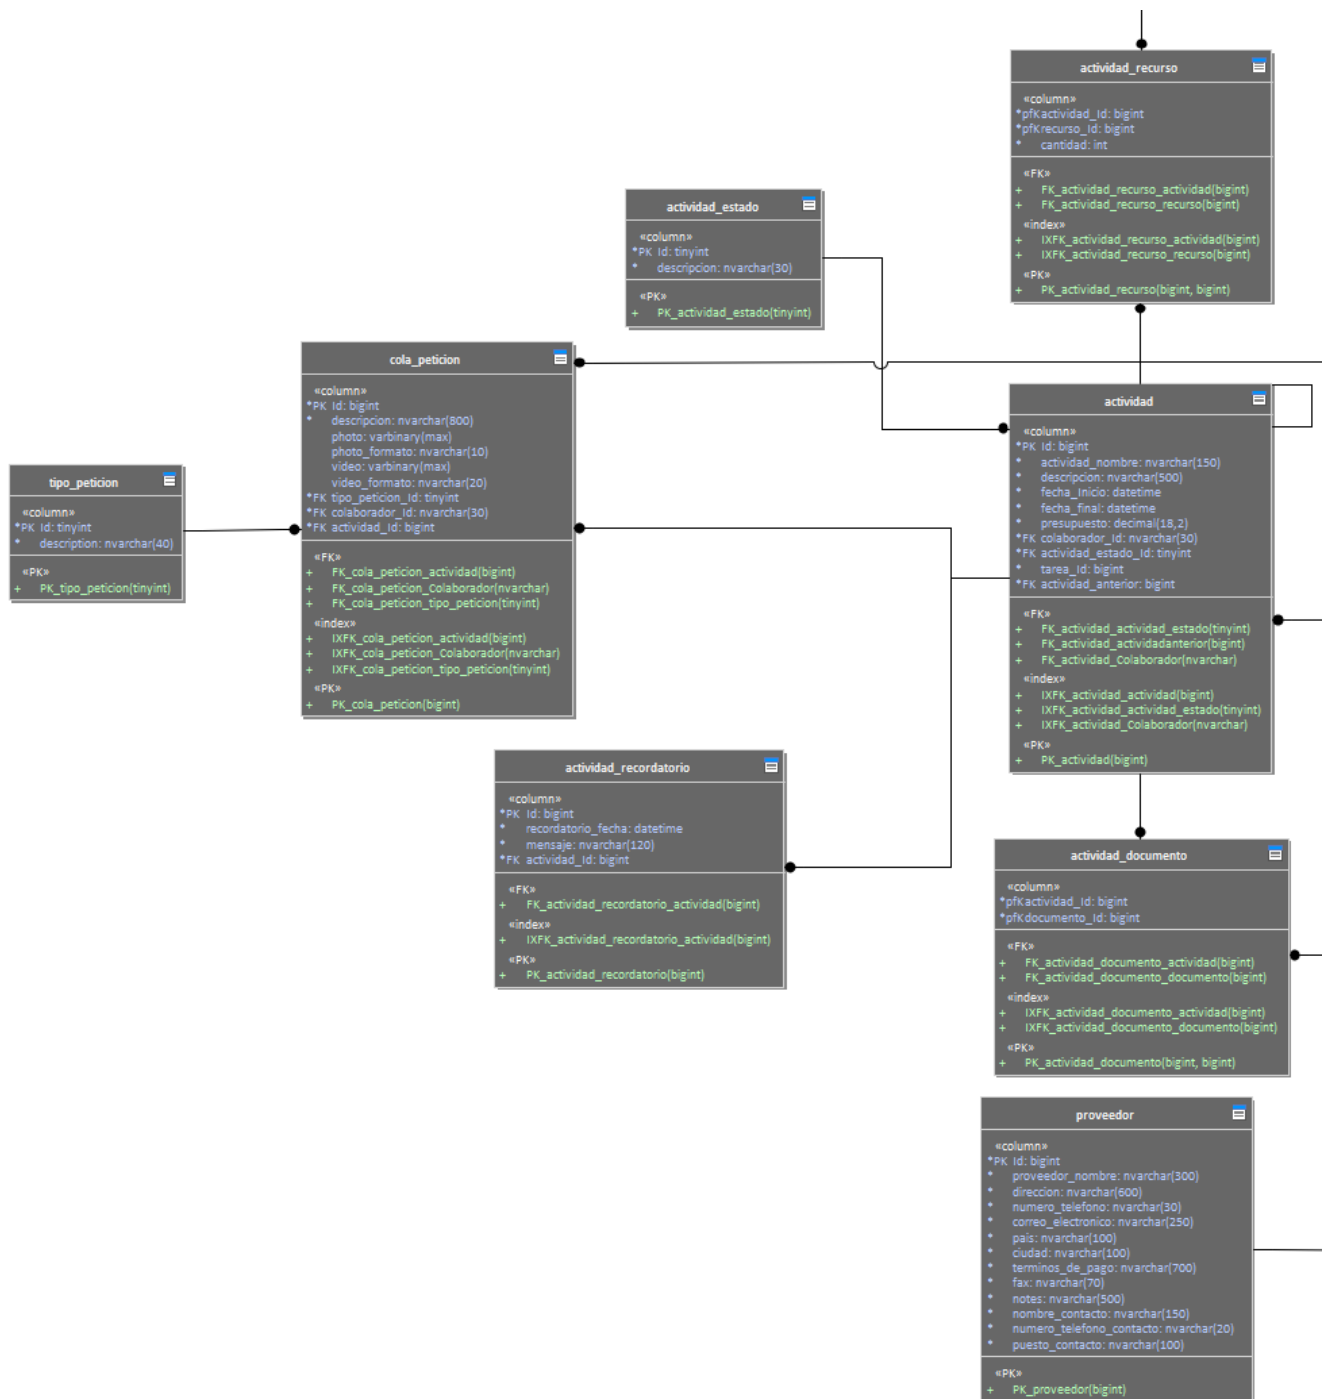 actividad_recurso
«column»
*pfKactividad_Id: bigint
*pfKrecurso_Id: bigint
* cantidad: int
«FK»
+ FK_actividad_recurso_actividad(bigint)
+ FK_actividad_recurso_recurso(bigint)
«index»
+ IXFK_actividad_recurso_actividad(bigint)
+ IXFK_actividad_recurso_recurso(bigint)
«PK»
+ PK_actividad_recurso(bigint, bigint)
actividad_estado
«column»
*PK Id: tinyint
* descripcion: nvarchar(30)
«PK»
+ PK_actividad_estado(tinyint)
cola_peticion
«column»
*PK Id: bigint
* descripcion: nvarchar(800)
photo: varbinary(max)
photo_formato: nvarchar(10)
video: varbinary(max)
video_formato: nvarchar(20)
*FK tipo_peticion_Id: tinyint
*FK colaborador_Id: nvarchar(30)
*FK actividad_Id: bigint
«FK»
+ FK_cola_peticion_actividad(bigint)
+ FK_cola_peticion_Colaborador(nvarchar)
+ FK_cola_peticion_tipo_peticion(tinyint)
«index»
+ IXFK_cola_peticion_actividad(bigint)
+ IXFK_cola_peticion_Colaborador(nvarchar)
+ IXFK_cola_peticion_tipo_peticion(tinyint)
«PK»
+ PK_cola_peticion(bigint)
actividad
«column»
*PK Id: bigint
* actividad_nombre: nvarchar(150)
* descripcion: nvarchar(500)
* fecha_Inicio: datetime
* fecha_final: datetime
* presupuesto: decimal(18,2)
*FK colaborador_Id: nvarchar(30)
*FK actividad_estado_Id: tinyint
* tarea_Id: bigint
*FK actividad_anterior: bigint
«FK»
+ FK_actividad_actividad_estado(tinyint)
+ FK_actividad_actividadanterior(bigint)
+ FK_actividad_Colaborador(nvarchar)
«index»
+ IXFK_actividad_actividad(bigint)
+ IXFK_actividad_actividad_estado(tinyint)
+ IXFK_actividad_Colaborador(nvarchar)
«PK»
+ PK_actividad(bigint)
tipo_peticion
«column»
*PK Id: tinyint
* description: nvarchar(40)
«PK»
+ PK_tipo_peticion(tinyint)
actividad_recordatorio
«column»
*PK Id: bigint
* recordatorio_fecha: datetime
* mensaje: nvarchar(120)
*FK actividad_Id: bigint
«FK»
+ FK_actividad_recordatorio_actividad(bigint)
«index»
+ IXFK_actividad_recordatorio_actividad(bigint)
«PK»
+ PK_actividad_recordatorio(bigint)
actividad_documento
«column»
*pfKactividad_Id: bigint
*pfKdocumento_Id: bigint
«FK»
+ FK_actividad_documento_actividad(bigint)
+ FK_actividad_documento_documento(bigint)
«index»
+ IXFK_actividad_documento_actividad(bigint)
+ IXFK_actividad_documento_documento(bigint)
«PK»
+ PK_actividad_documento(bigint, bigint)
proveedor
«column»
*PK Id: bigint
* proveedor_nombre: nvarchar(300)
* direccion: nvarchar(600)
* numero_telefono: nvarchar(30)
* correo_electronico: nvarchar(250)
* pais: nvarchar(100)
* ciudad: nvarchar(100)
* terminos_de_pago: nvarchar(700)
* fax: nvarchar(70)
* notes: nvarchar(500)
* nombre_contacto: nvarchar(150)
* numero_telefono_contacto: nvarchar(20)
* puesto_contacto: nvarchar(100)
«PK»
+ PK_proveedor(bigint)